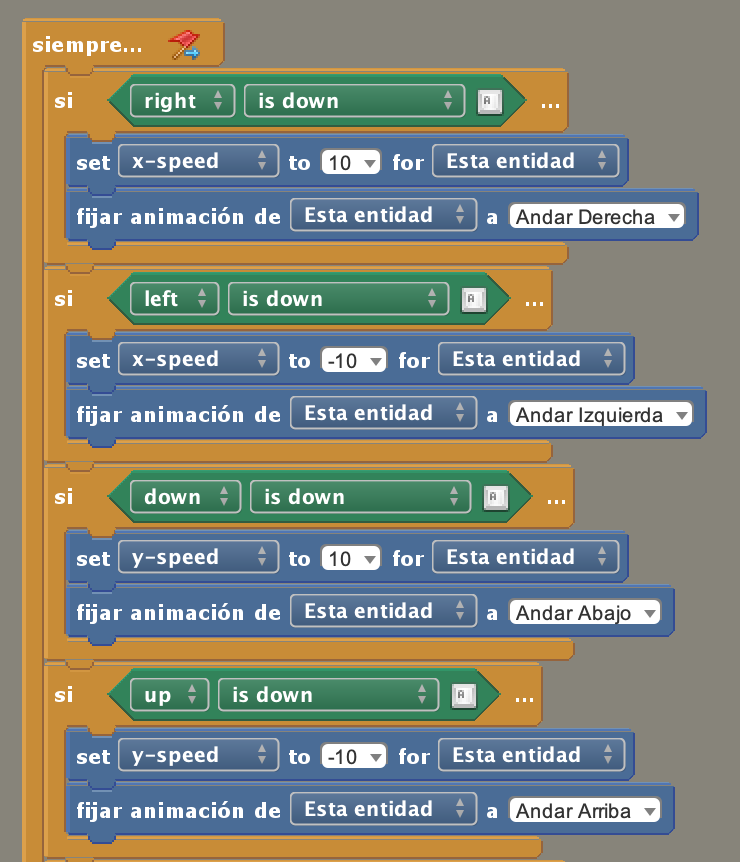 siempre...
si right is down A ...
set x-speed to 10 for Esta entidad
fijar animación de Esta entidad a Andar Derecha
si left is down A ...
set x-speed to -10 for Esta entidad
fijar animación de Esta entidad a Andar Izquierda
si down is down A ...
set y-speed to 10 for Esta entidad
fijar animación de Esta entidad a Andar Abajo
si up is down A ...
set y-speed to -10 for Esta entidad
fijar animación de Esta entidad a Andar Arriba